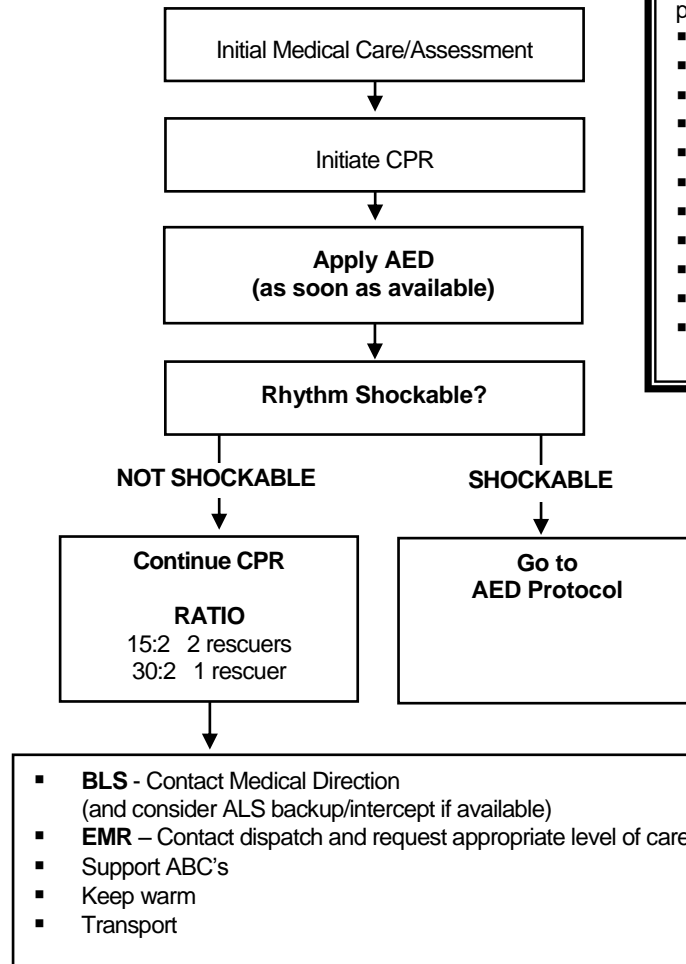 Initial Medical Care/Assessment
p
Initiate CPR
Apply AED
(as soon as available)
Rhythm Shockable?
NOT SHOCKABLE
SHOCKABLE
Continue CPR
RATIO
15:2 2 rescuers
30:2 1 rescuer
Go to
AED Protocol
▪ BLS - Contact Medical Direction
(and consider ALS backup/intercept if available)
▪ EMR – Contact dispatch and request appropriate level of care
▪ Support ABC's
▪ Keep warm
▪ Transport